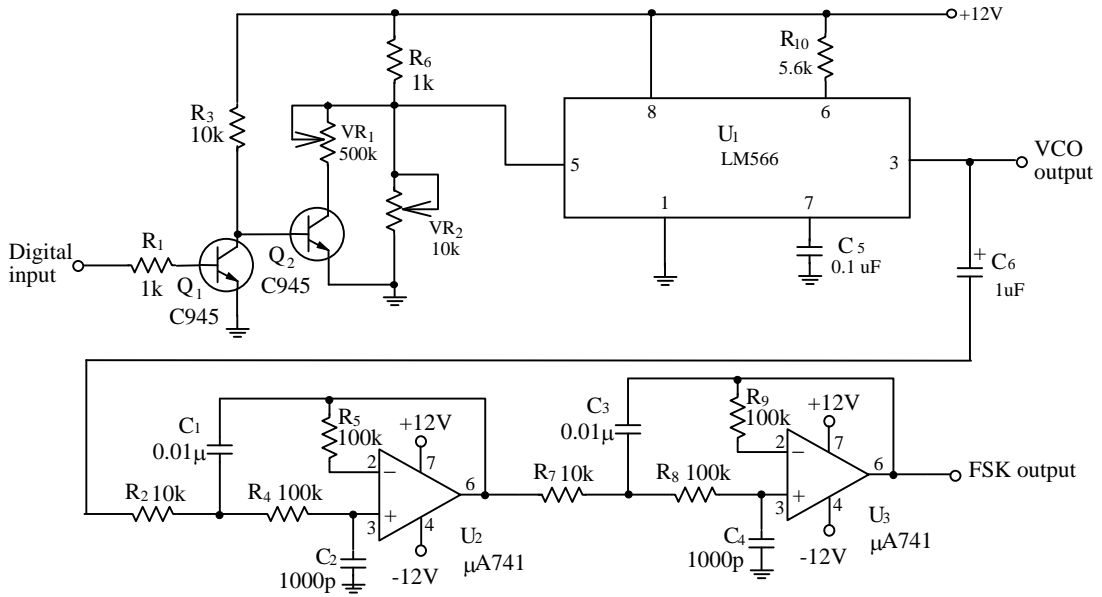 +12V
R10
5.6k
R6
1k
R3
10k
VR1
500k
8
6
U1
LM566
5
3
VCO
output
1
7
VR2
10k
Digital
input
R1
1k
Q1
C945
Q2
C945
C5
0.1 uF
+
C6
1uF
C1
0.01µ
R5
100k
+12V
C3
0.01µ
R9
100k
+12V
2
−
7
6
R2 10k
R4 100k
+
3
4
U2
µA741
-12V
C2
1000p
R7 10k
R8 100k
2
−
7
6
FSK output
+
3
4
U3
µA741
-12V
C4
1000p